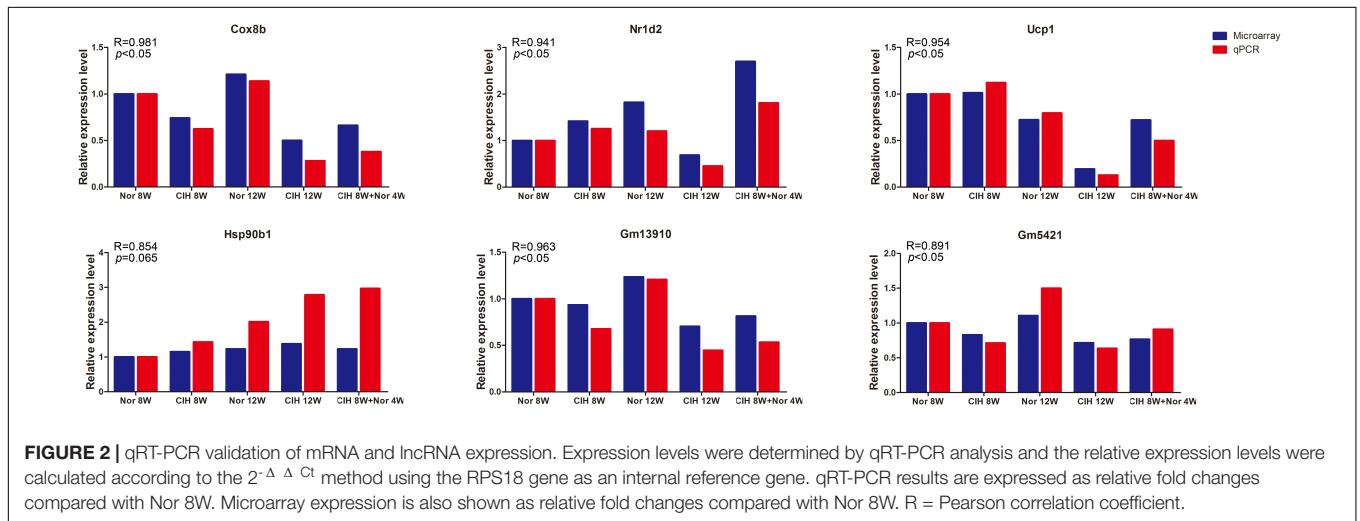 Cox8b
R=0.981
p<0.05
Relative expression level
1.5
1.0
0.5
0.0
Nor 8W
CIH 8W
Nor 12W
CIH 12W
CIH 8W+Nor 4W
Nr1d2
R=0.941
p<0.05
Relative expression level
3
2
1
0
Nor 8W
CIH 8W
Nor 12W
CIH 12W
CIH 8W+Nor 4W
Ucp1
R=0.954
p<0.05
Relative expression level
1.5
1.0
0.5
0.0
Nor 8W
CIH 8W
Nor 12W
CIH 12W
CIH 8W+Nor 4W
Microarray
qPCR
Hsp90b1
R=0.854
p=0.065
Relative expression level
4
3
2
1
0
Nor 8W
CIH 8W
Nor 12W
CIH 12W
CIH 8W+Nor 4W
Gm13910
R=0.963
p<0.05
Relative expression level
1.5
1.0
0.5
0.0
Nor 8W
CIH 8W
Nor 12W
CIH 12W
CIH 8W+Nor 4W
Gm5421
R=0.891
p<0.05
Relative expression level
2.0
1.5
1.0
0.5
0.0
Nor 8W
CIH 8W
Nor 12W
CIH 12W
CIH 8W+Nor 4W
FIGURE 2 | qRT-PCR validation of mRNA and lncRNA expression. Expression levels were determined by qRT-PCR analysis and the relative expression levels were
calculated according to the 2-Δ Δ Ct method using the RPS18 gene as an internal reference gene. qRT-PCR results are expressed as relative fold changes
compared with Nor 8W. Microarray expression is also shown as relative fold changes compared with Nor 8W. R = Pearson correlation coefficient.